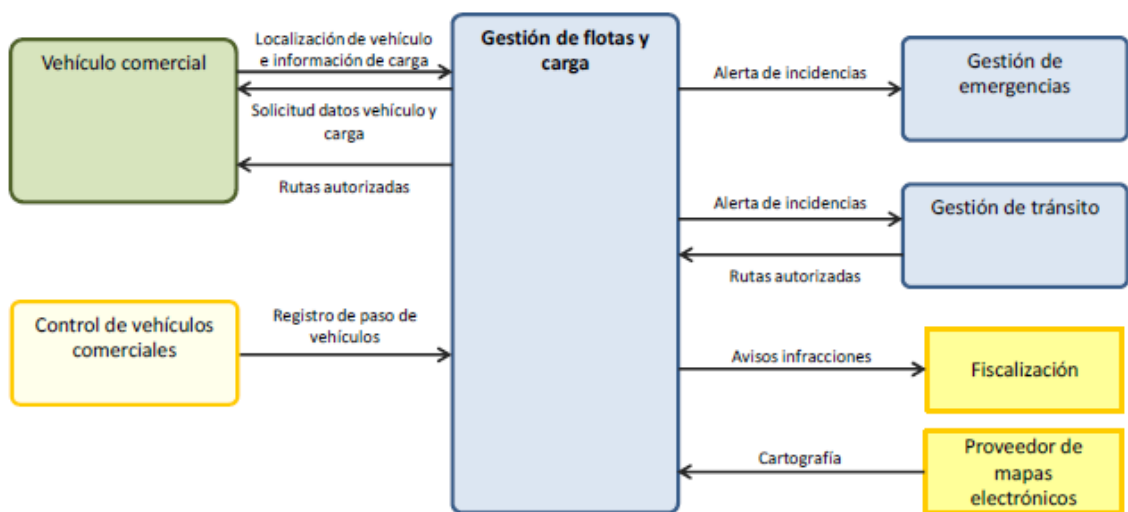 Vehículo comercial
Localización de vehículo
e información de carga
Solicitud datos vehículo y
carga
Rutas autorizadas
Control de vehículos
comerciales
Registro de paso de
vehículos
Gestión de flotas y
carga
Alerta de incidencias
Gestión de
emergencias
Alerta de incidencias
Gestión de tránsito
Rutas autorizadas
Avisos infracciones
Fiscalización
Cartografía
Proveedor de
mapas
electrónicos